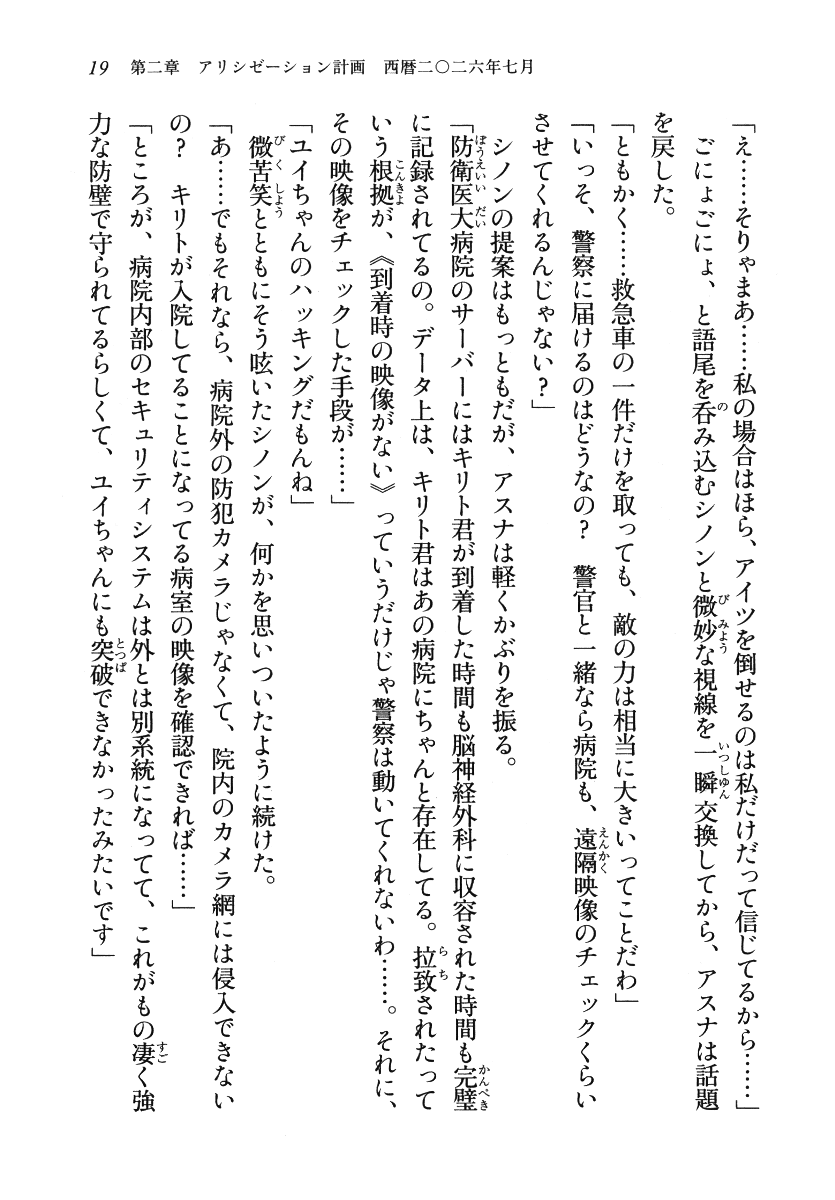 19 第二章 アリシゼーション計画 西暦二〇二六年七月
「え……そりゃまあ……私の場合はほら、アイツを倒せるのは私だけだって信じてるから……」
ごにょごにょ、と語尾を呑み込むシノンと微妙な視線を一瞬交換してから、アスナは話題
を戻した。
「ともかく……救急車の一件だけを取っても、敵の力は相当に大きいってことだわ」
「いっそ、警察に届けるのはどうなの? 警官と一緒なら病院も、遠隔映像のチェックくらい
させてくれるんじゃない?」
シノンの提案はもっともだが、アスナは軽くかぶりを振る。
「防衛医大病院のサーバーにはキリト君が到着した時間も脳神経外科に収容された時間も完璧
に記録されてるの。データ上は、キリト君はあの病院にちゃんと存在してる。拉致されたって
いう根拠が、《到着時の映像がない》っていうだけじゃ警察は動いてくれないわ……。それに、
その映像をチェックした手段が……」
「ユイちゃんのハッキングだもんね」
微苦笑とともにそう呟いたシノンが、何かを思いついたように続けた。
「あ……でもそれなら、病院外の防犯カメラじゃなくて、院内のカメラ網には侵入できない
の? キリトが入院してることになってる病室の映像を確認できれば……」
「ところが、病院内部のセキュリティシステムは外とは別系統になってて、これがもの凄く強
力な防壁で守られてるらしくて、ユイちゃんにも突破できなかったみたいです」